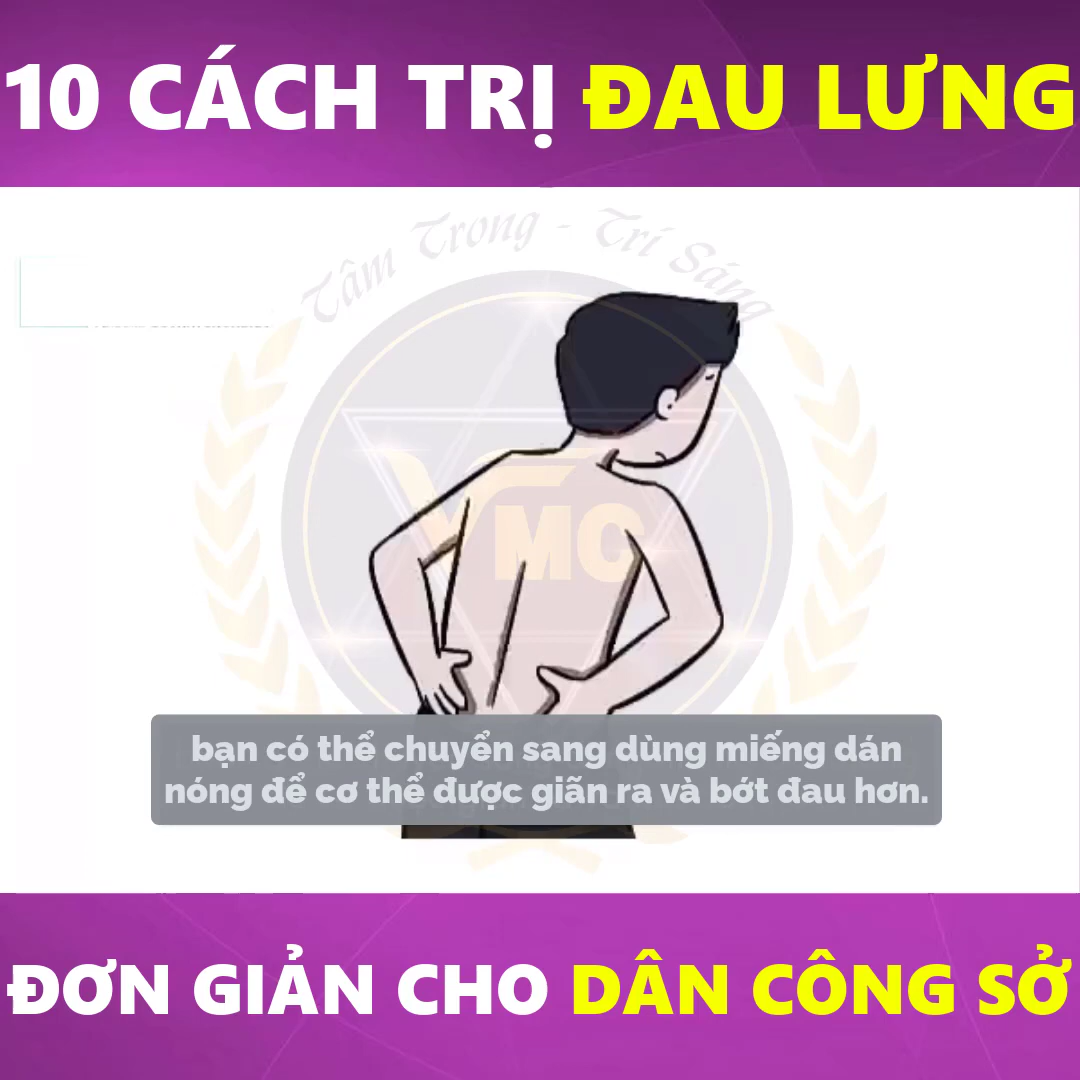 10 CÁCH TRỊ ĐAU LƯNG
Tâm Trong - Trí Sáng
YMC
bạn có thể chuyển sang dùng miếng dán
nóng để cơ thể được giãn ra và bớt đau hơn.
ĐƠN GIẢN CHO DÂN CÔNG SỞ